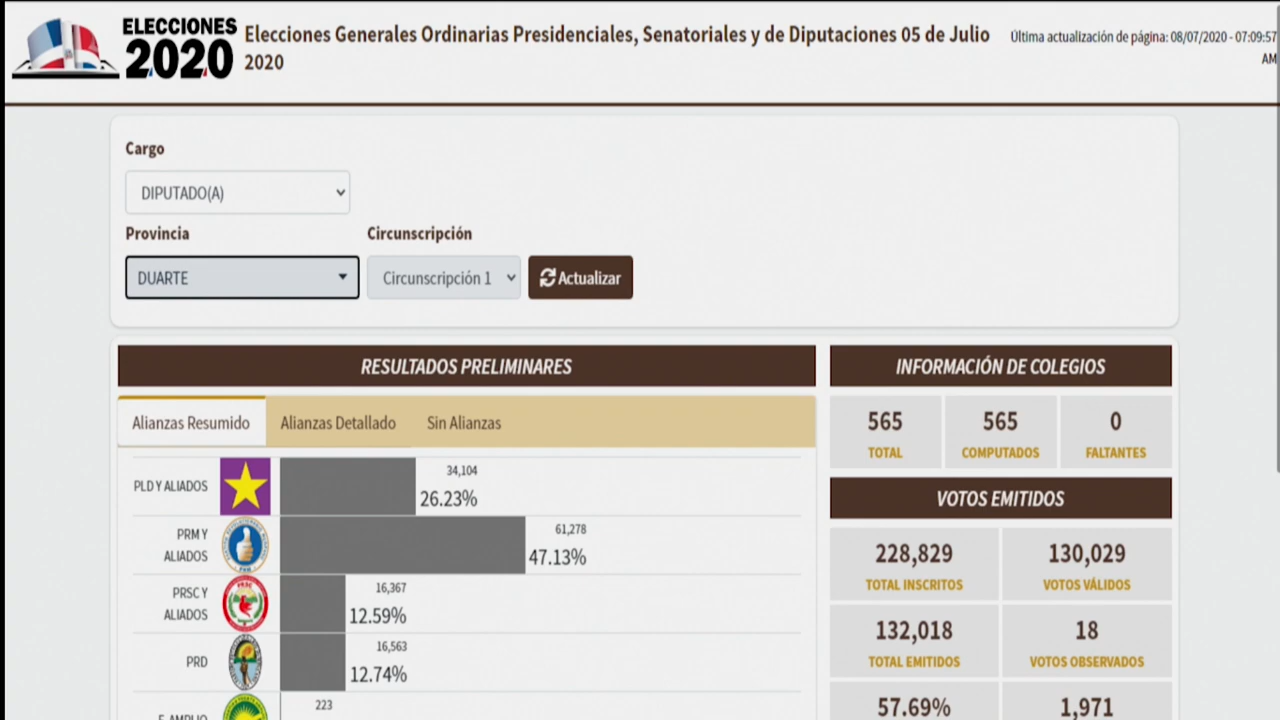 ELECCIONES
2020
Elecciones Generales Ordinarias Presidenciales, Senatoriales y de Diputaciones 05 de Julio
2020
Última actualización de página: 08/07/2020 - 07:09:57
AM
Cargo
DIPUTADO(A)
Provincia
Circunscripción
DUARTE
Circunscripción 1
Actualizar
RESULTADOS PRELIMINARES
Alianzas Resumido
Alianzas Detallado
Sin Alianzas
PLD Y ALIADOS
34,104
26.23%
PRM Y
ALIADOS
61,278
47.13%
PRSC Y
ALIADOS
16,367
12.59%
PRD
16,563
12.74%
F. AMPLIO
223
INFORMACIÓN DE COLEGIOS
565
TOTAL
565
COMPUTADOS
0
FALTANTES
VOTOS EMITIDOS
228,829
TOTAL INSCRITOS
130,029
VOTOS VÁLIDOS
132,018
TOTAL EMITIDOS
18
VOTOS OBSERVADOS
57.69%
1,971